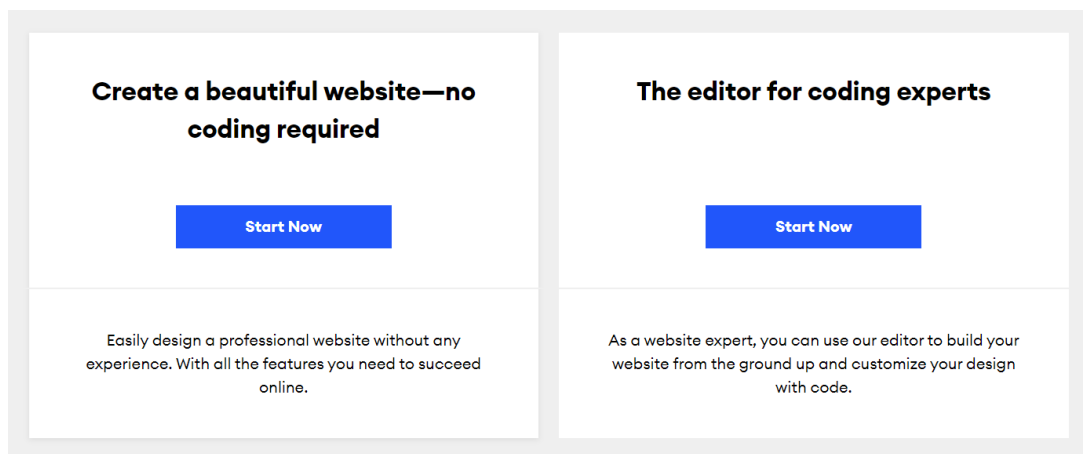 Create a beautiful website—no
coding required
Start Now
Easily design a professional website without any
experience. With all the features you need to succeed
online.
The editor for coding experts
Start Now
As a website expert, you can use our editor to build your
website from the ground up and customize your design
with code.